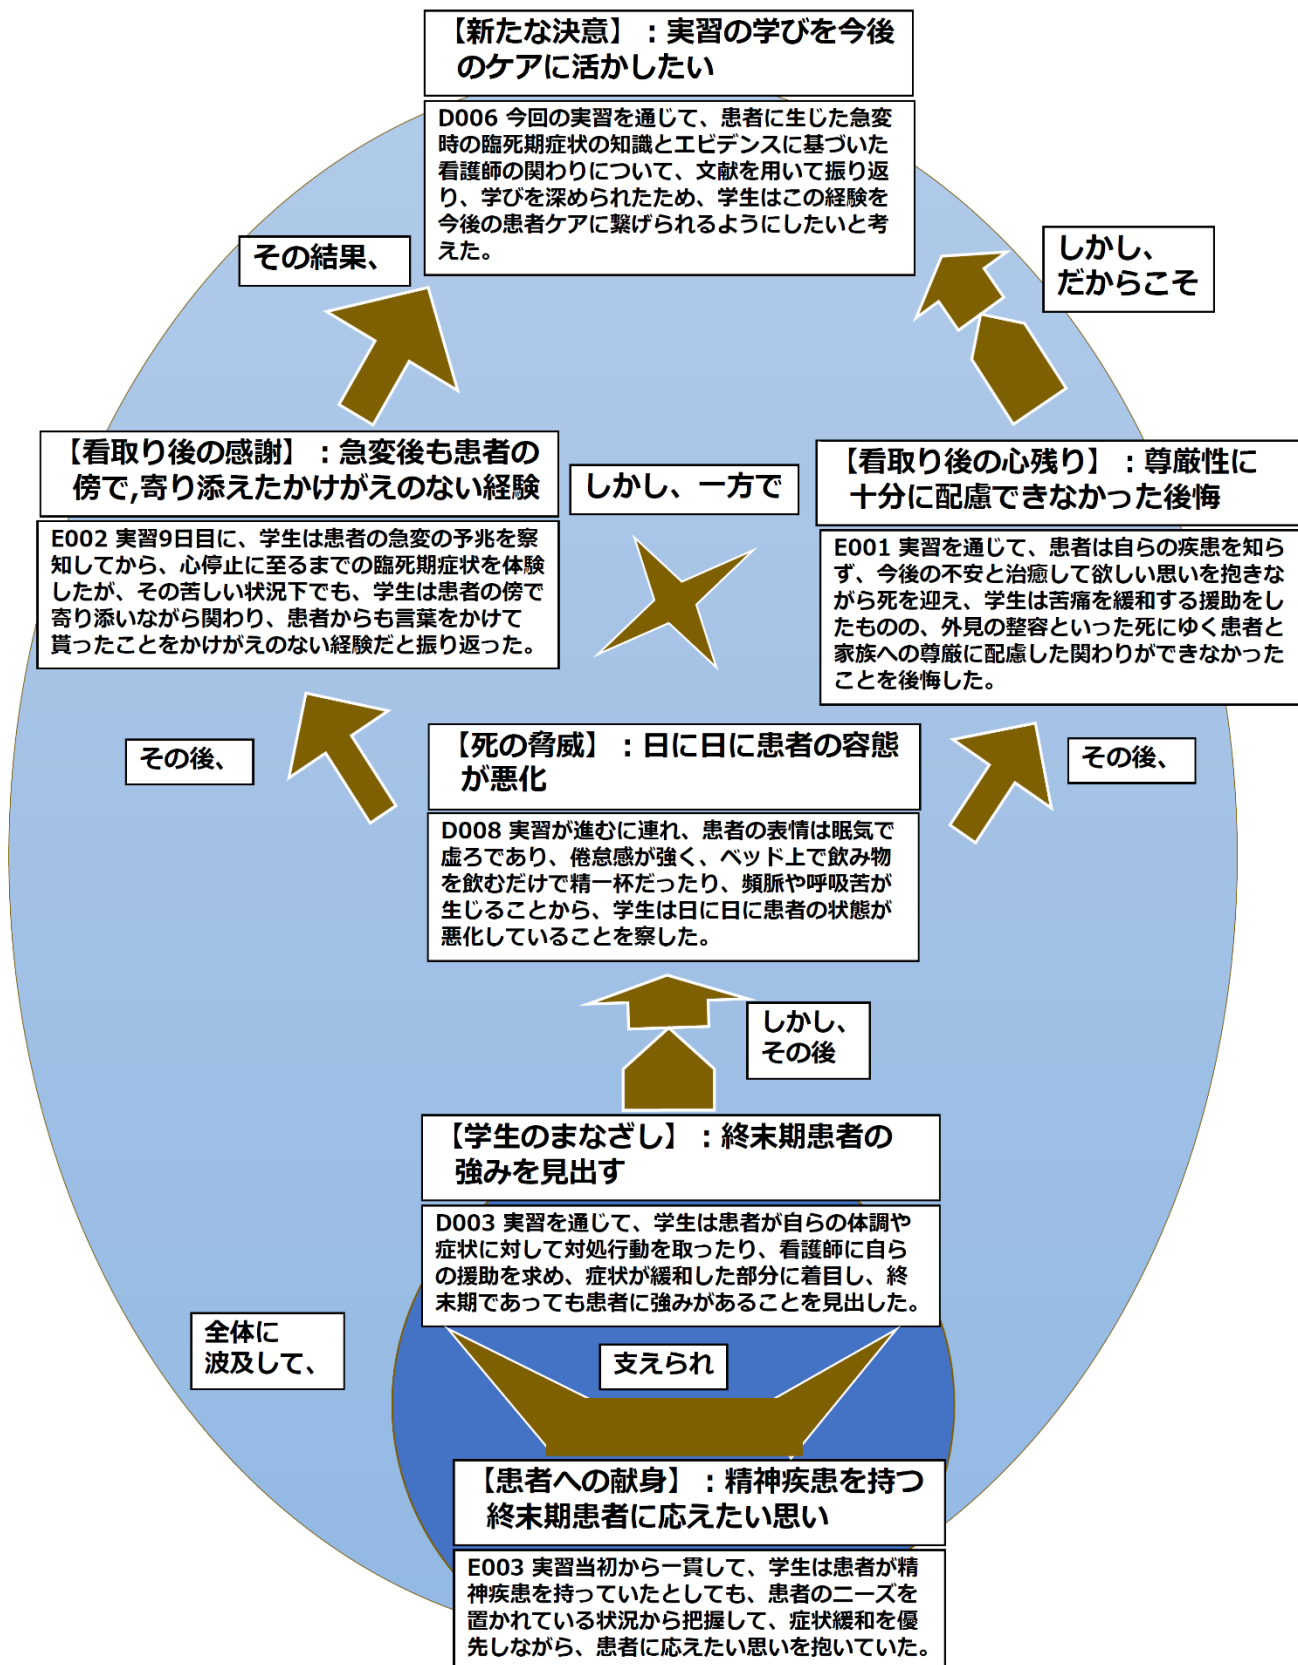 【新たな決意】：実習の学びを今後
のケアに活かしたい
D006 今回の実習を通じて、患者に生じた急変
時の臨死期症状の知識とエビデンスに基づいた
看護師の関わりについて、文献を用いて振り返
り、学びを深められたため、学生はこの経験を
今後の患者ケアに繋げられるようにしたいと考
えた。
その結果、
しかし、
だからこそ
【看取り後の感謝】：急変後も患者の
傍で,寄り添えたかけがえのない経験
E002 実習9日目に、学生は患者の急変の予兆を察
知してから、心停止に至るまでの臨死期症状を体験
したが、その苦しい状況下でも、学生は患者の傍で
寄り添いながら関わり、患者からも言葉をかけて
貰ったことをかけがえのない経験だと振り返った。
しかし、一方で
【看取り後の心残り】：尊厳性に
十分に配慮できなかった後悔
E001 実習を通じて、患者は自らの疾患を知ら
ず、今後の不安と治癒して欲しい思いを抱きな
がら死を迎え、学生は苦痛を緩和する援助をし
たものの、外見の整容といった死にゆく患者と
家族への尊厳に配慮した関わりができなかった
ことを後悔した。
その後、
【死の脅威】：日に日に患者の容態
が悪化
D008 実習が進むに連れ、患者の表情は眠気で
虚ろであり、倦怠感が強く、ベッド上で飲み物
を飲むだけで精一杯だったり、頻脈や呼吸苦が
生じることから、学生は日に日に患者の状態が
悪化していることを察した。
その後、
しかし、
その後
【学生のまなざし】：終末期患者の
強みを見出す
D003 実習を通じて、学生は患者が自らの体調や
症状に対して対処行動を取ったり、看護師に自ら
の援助を求め、症状が緩和した部分に着目し、終
末期であっても患者に強みがあることを見出した。
全体に
波及して、
支えられ
【患者への献身】：精神疾患を持つ
終末期患者に応えたい思い
E003 実習当初から一貫して、学生は患者が精
神疾患を持っていたとしても、患者のニーズを
置かれている状況から把握して、症状緩和を優
先しながら、患者に応えたい思いを抱いていた。